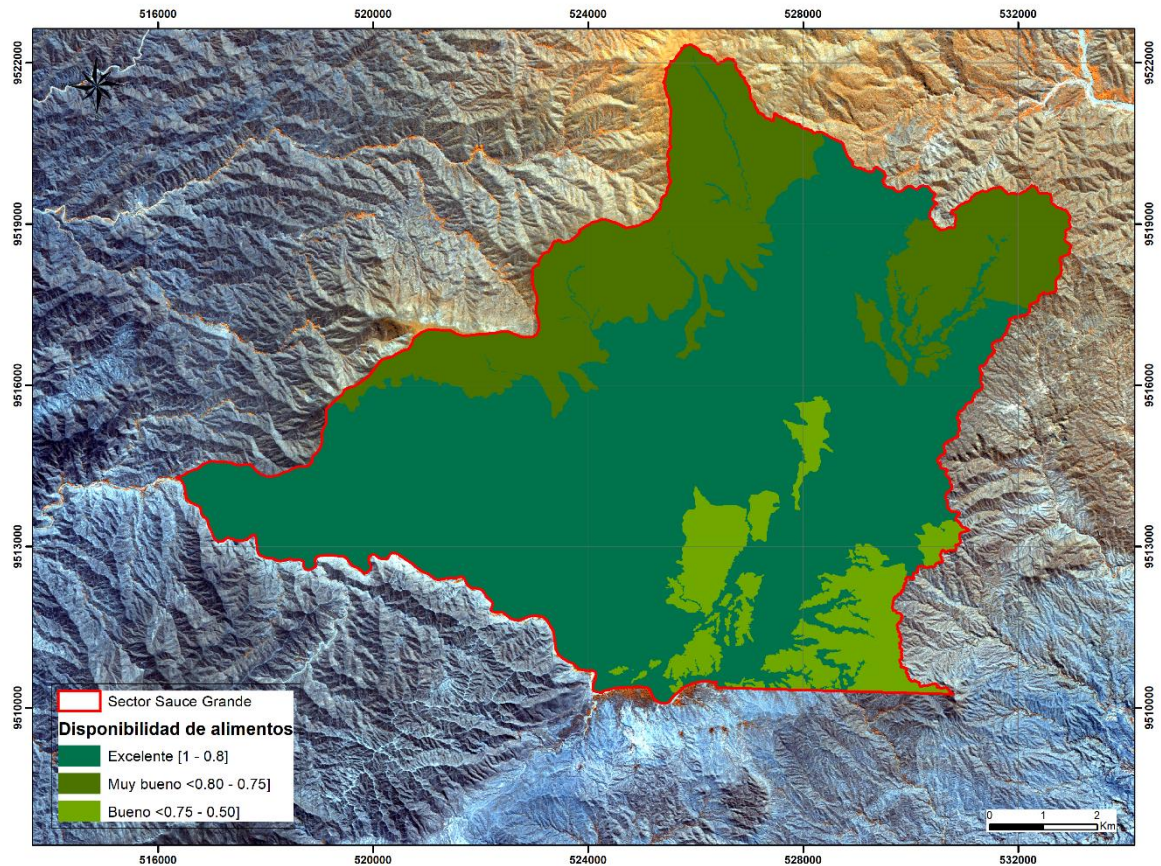 516000 520000 524000 528000 532000
9522000 9522000
9519000 9519000
9516000 9516000
9513000 9513000
9510000 9510000
Sector Sauce Grande
Disponibilidad de alimentos
Excelente [1 - 0.8]
Muy bueno <0.80 - 0.75]
Bueno <0.75 - 0.50]
0 1 2
Km
516000 520000 524000 528000 532000